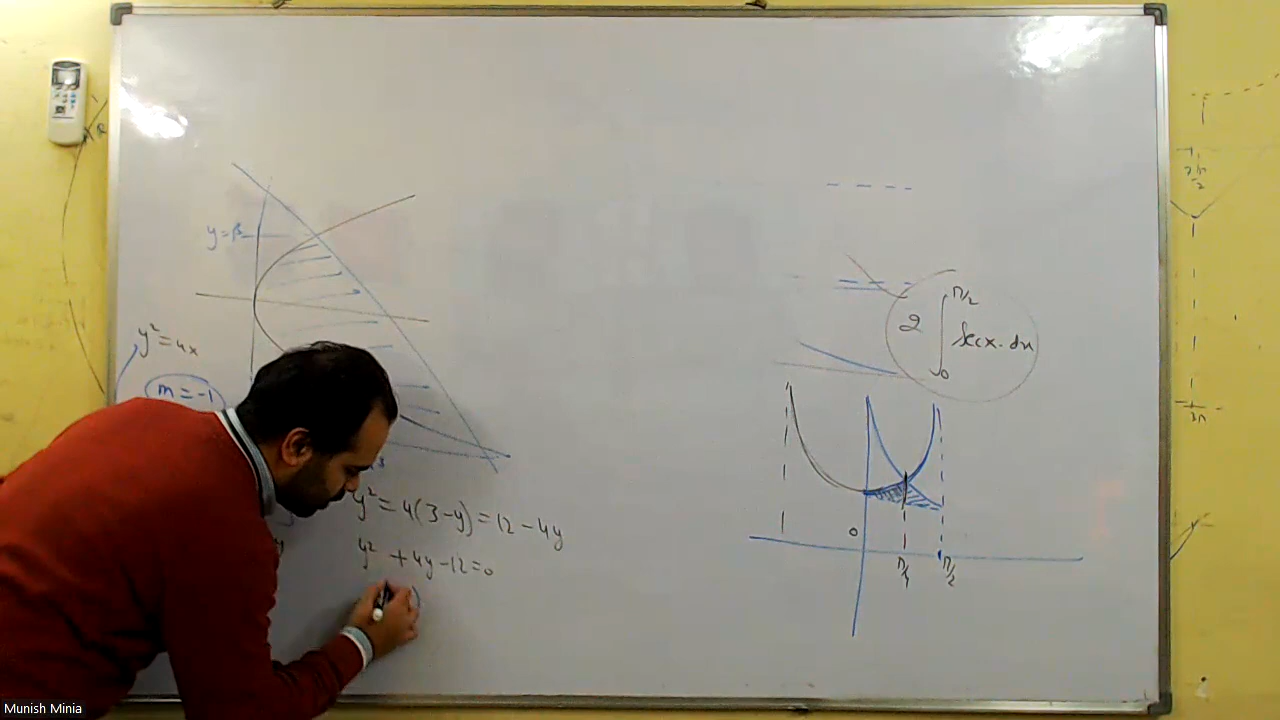 y = β
y² = 4x
m = -1
y² = 4(3-y) = 12 - 4y
y² + 4y - 12 = 0
2 ∫₀^{π/2} Secx. dx
0
π/4
π/2
Munish Minia